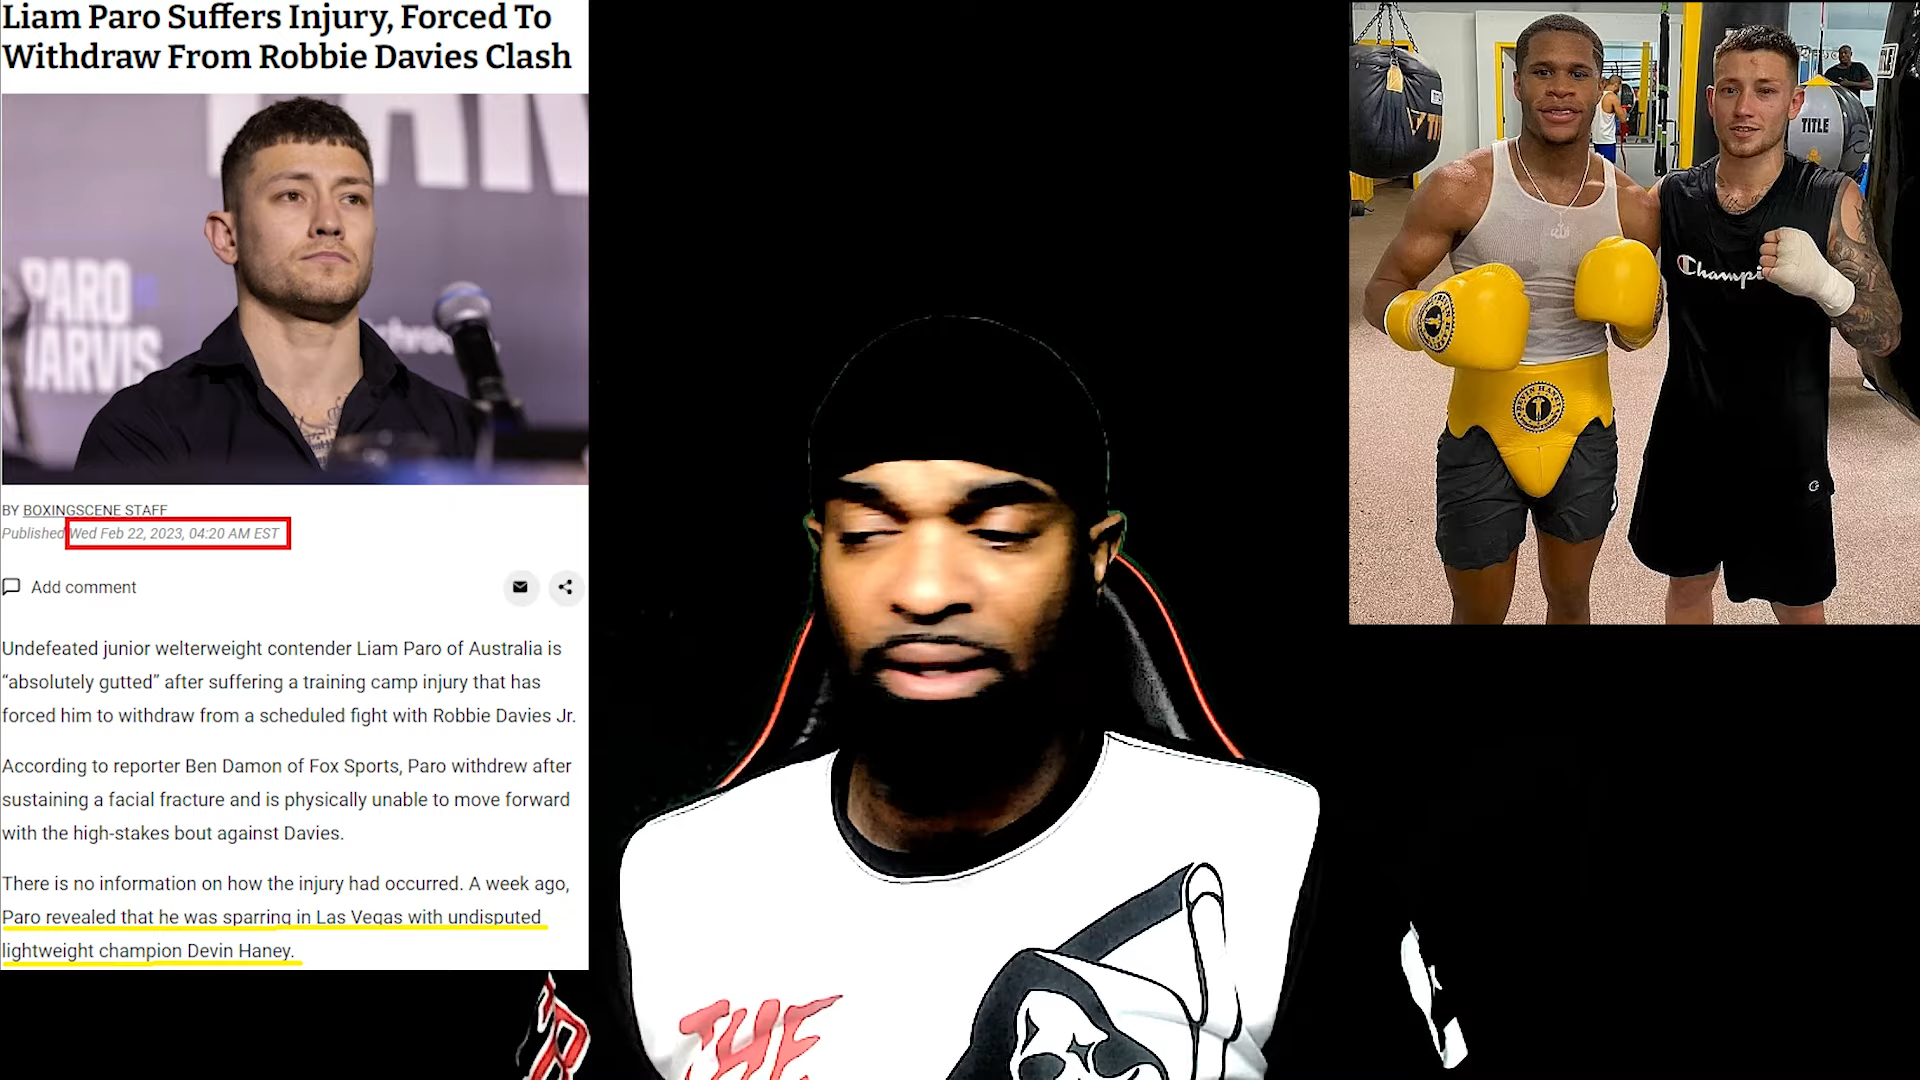 Liam Paro Suffers Injury, Forced To
Withdraw From Robbie Davies Clash
PARO
JARVIS
BY BOXINGSCENE STAFF
Published Wed Feb 22, 2023, 04:20 AM EST
Add comment
Undefeated junior welterweight contender Liam Paro of Australia is
“absolutely gutted” after suffering a training camp injury that has
forced him to withdraw from a scheduled fight with Robbie Davies Jr.
According to reporter Ben Damon of Fox Sports, Paro withdrew after
sustaining a facial fracture and is physically unable to move forward
with the high-stakes bout against Davies.
There is no information on how the injury had occurred. A week ago,
Paro revealed that he was sparring in Las Vegas with undisputed
lightweight champion Devin Haney.
TITLE
Champi
DEVIN HANEY
THE